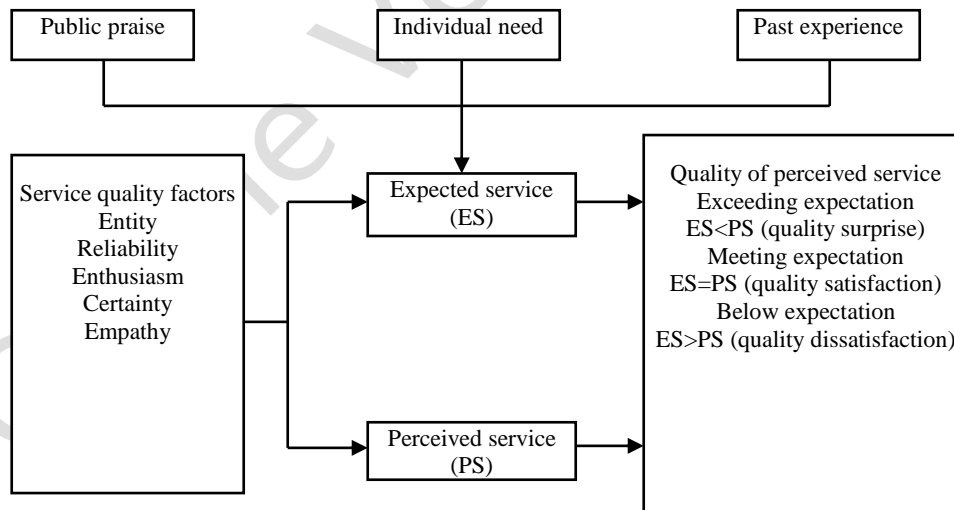 Public praise
Individual need
Past experience
Service quality factors
Entity
Reliability
Enthusiasm
Certainty
Empathy
Expected service
(ES)
Perceived service
(PS)
Quality of perceived service
Exceeding expectation
ES<PS (quality surprise)
Meeting expectation
ES=PS (quality satisfaction)
Below expectation
ES>PS (quality dissatisfaction)